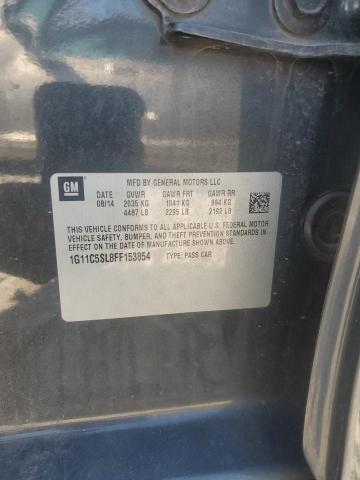 GM
MFD BY GENERAL MOTORS LLC
DATE GVWR GAWR FRT GAWR RR
08/14 2035 KG 1041 KG 994 KG
4487 LB 2295 LB 2192 LB
THIS VEHICLE CONFORMS TO ALL APPLICABLE U.S. FEDERAL MOTOR
VEHICLE SAFETY, BUMPER, AND THEFT PREVENTION STANDARDS IN
EFFECT ON THE DATE OF MANUFACTURE SHOWN ABOVE.
1G11C5SL8FF153854 TYPE: PASS CAR